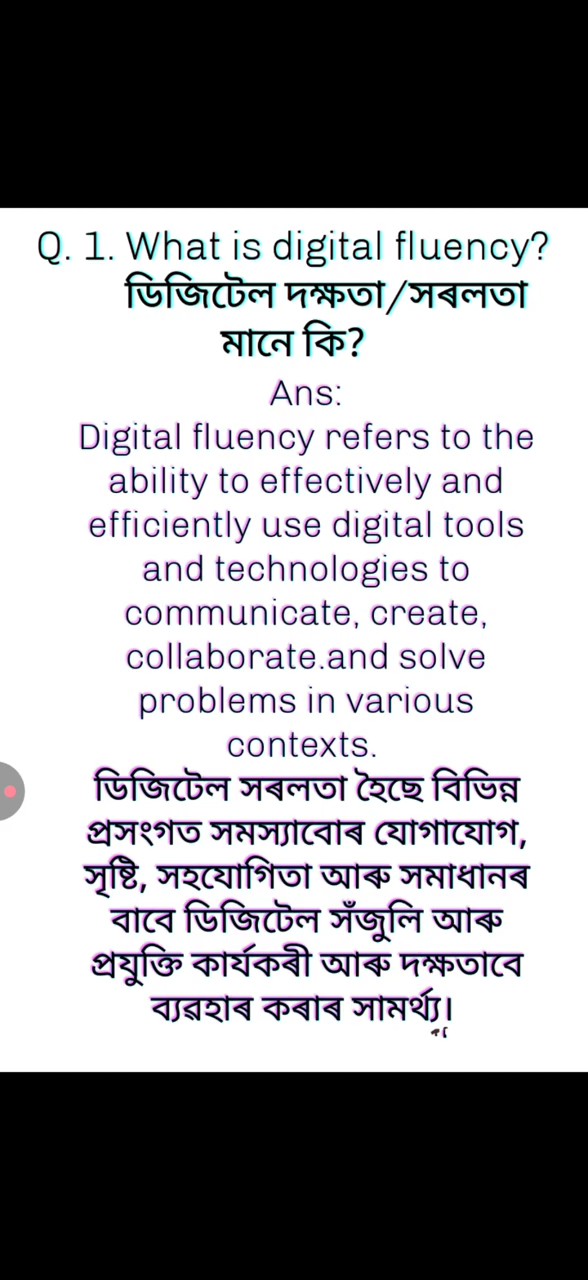 Q. 1. What is digital fluency?
ডিজিটেল দক্ষতা/সৰলতা
মানে কি?
Ans:
Digital fluency refers to the
ability to effectively and
efficiently use digital tools
and technologies to
communicate, create,
collaborate.and solve
problems in various
contexts.
ডিজিটেল সৰলতা হৈছে বিভিন্ন
প্ৰসংগত সমস্যাবোৰ যোগাযোগ,
সৃষ্টি, সহযোগিতা আৰু সমাধানৰ
বাবে ডিজিটেল সঁজুলি আৰু
প্ৰযুক্তি কাৰ্যকৰী আৰু দক্ষতাবে
ব্যৱহাৰ কৰাৰ সামৰ্থ্য।